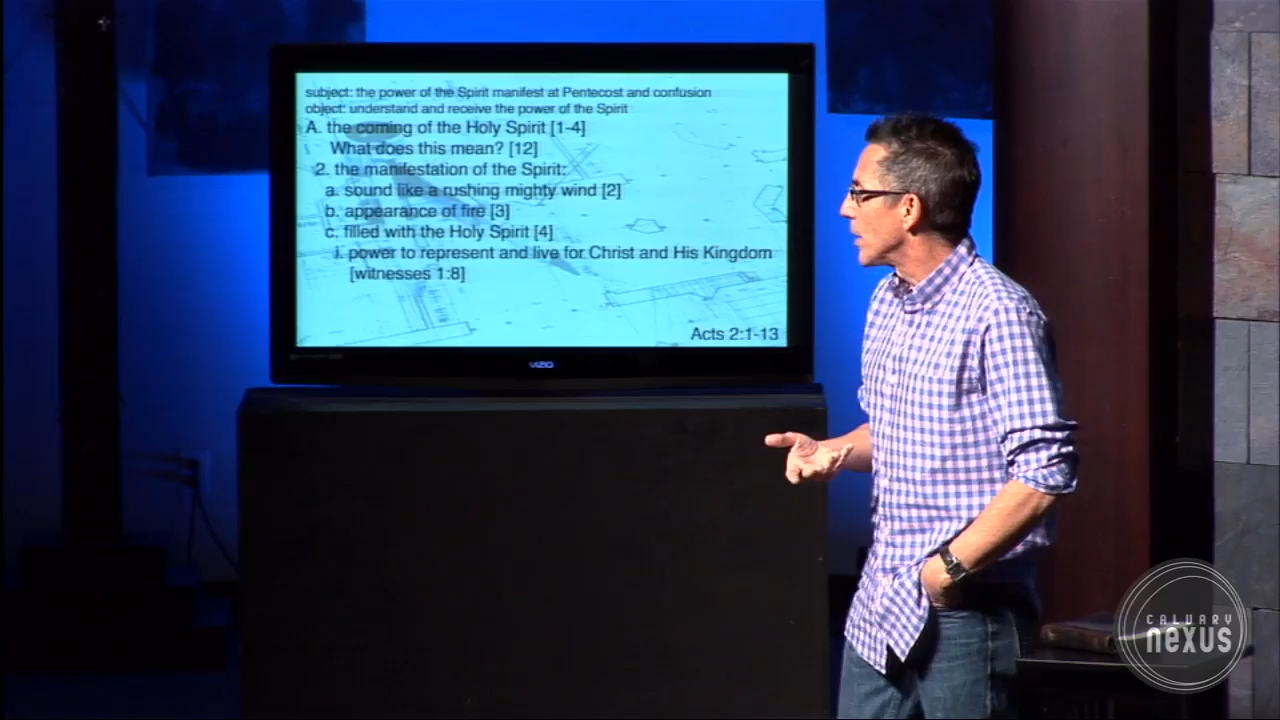 subject: the power of the Spirit manifest at Pentecost and confusion
object: understand and receive the power of the Spirit
A. the coming of the Holy Spirit [1-4]
What does this mean? [12]
2. the manifestation of the Spirit:
a. sound like a rushing mighty wind [2]
b. appearance of fire [3]
c. filled with the Holy Spirit [4]
i. power to represent and live for Christ and His Kingdom
[witnesses 1:8]
Acts 2:1-13
VIZIO
CALVARY
nexus